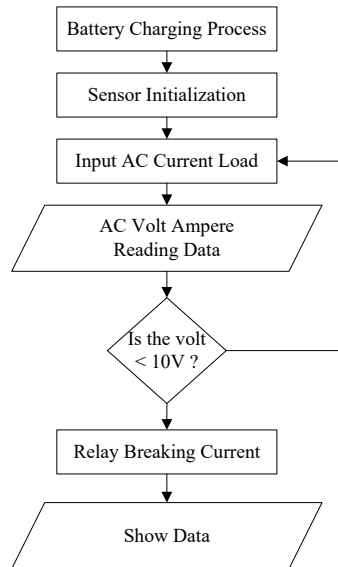 Battery Charging Process
Sensor Initialization
Input AC Current Load
AC Volt Ampere
Reading Data
Is the volt
< 10V ?
Relay Breaking Current
Show Data